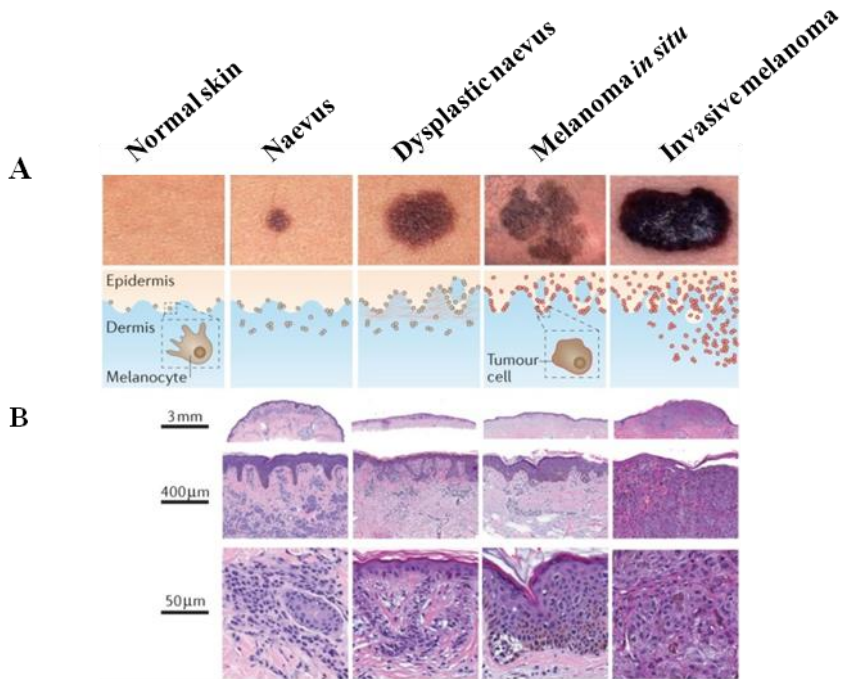 Normal skin
Naevus
Dysplastic naevus
Melanoma in situ
Invasive melanoma
A
Epidermis
Dermis
Melanocyte
Tumour
cell
B
3mm
400μm
50μm